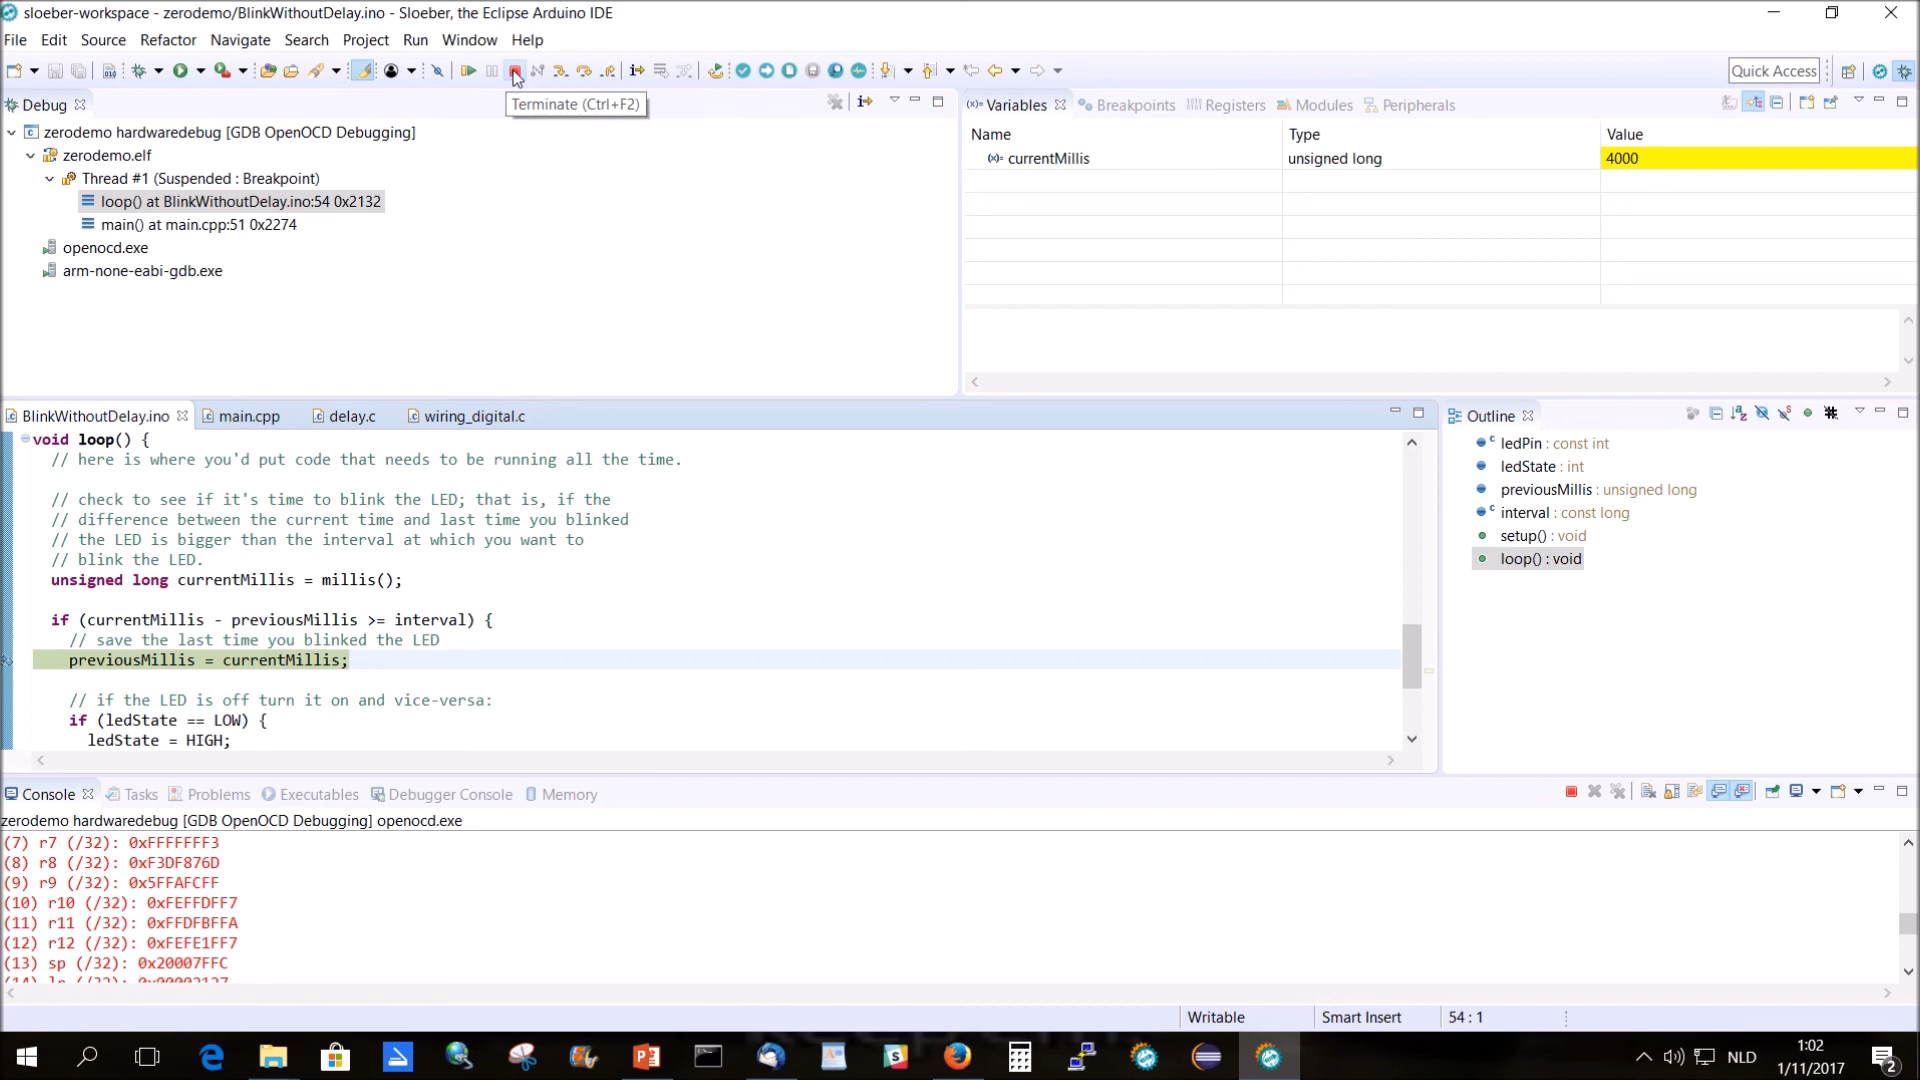 sloeber-workspace - zerodemo/BlinkWithoutDelay.ino - Sloeber, the Eclipse Arduino IDE
File Edit Source Refactor Navigate Search Project Run Window Help
Quick Access
Terminate (Ctrl+F2)
Debug
zerodemo hardwaredebug [GDB OpenOCD Debugging]
zerodemo.elf
Thread #1 (Suspended : Breakpoint)
loop() at BlinkWithoutDelay.ino:54 0x2132
main() at main.cpp:51 0x2274
openocd.exe
arm-none-eabi-gdb.exe
(x)= Variables Breakpoints Registers Modules Peripherals
Name Type Value
(x)= currentMillis unsigned long 4000
BlinkWithoutDelay.ino main.cpp delay.c wiring_digital.c
void loop() {
// here is where you'd put code that needs to be running all the time.
// check to see if it's time to blink the LED; that is, if the
// difference between the current time and last time you blinked
// the LED is bigger than the interval at which you want to
// blink the LED.
unsigned long currentMillis = millis();
if (currentMillis - previousMillis >= interval) {
// save the last time you blinked the LED
previousMillis = currentMillis;
// if the LED is off turn it on and vice-versa:
if (ledState == LOW) {
ledState = HIGH;
Outline
ledPin : const int
ledState : int
previousMillis : unsigned long
interval : const long
setup() : void
loop() : void
Console Tasks Problems Executables Debugger Console Memory
zerodemo hardwaredebug [GDB OpenOCD Debugging] openocd.exe
(7) r7 (/32): 0xFFFFFFF3
(8) r8 (/32): 0xF3DF876D
(9) r9 (/32): 0x5FFAFCFF
(10) r10 (/32): 0xFEFFDFF7
(11) r11 (/32): 0xFFDFBFFA
(12) r12 (/32): 0xFEFE1FF7
(13) sp (/32): 0x20007FFC
Writable Smart Insert 54 : 1
NLD
1:02
1/11/2017
2